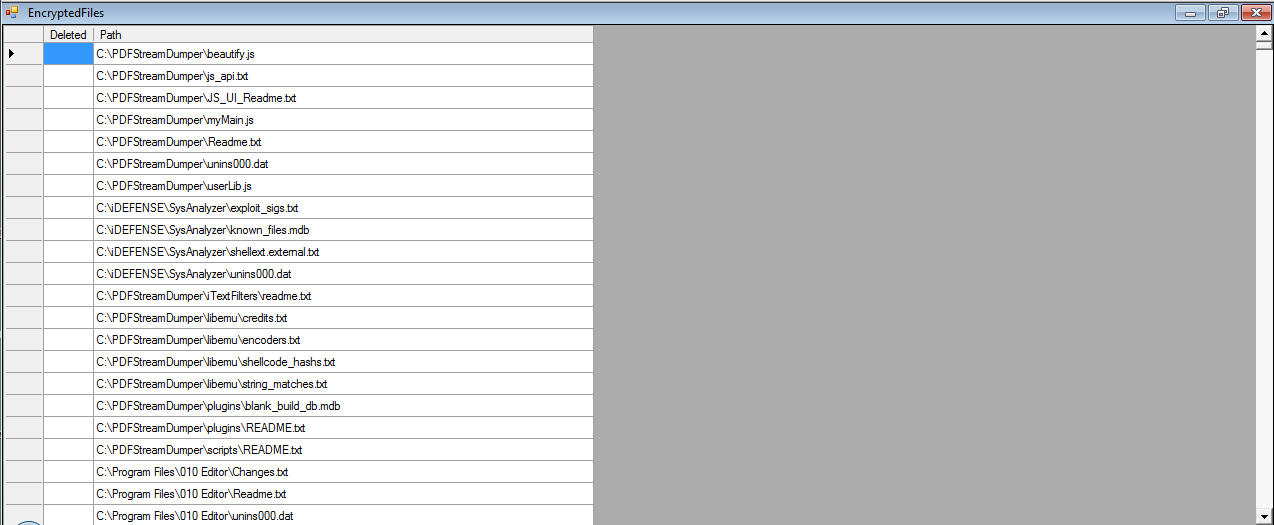 EncryptedFiles
Deleted Path
C:\PDFStreamDumper\beautify.js
C:\PDFStreamDumper\js_api.txt
C:\PDFStreamDumper\JS_UI_Readme.txt
C:\PDFStreamDumper\myMain.js
C:\PDFStreamDumper\Readme.txt
C:\PDFStreamDumper\unins000.dat
C:\PDFStreamDumper\userLib.js
C:\iDEFENSE\SysAnalyzer\exploit_sigs.txt
C:\iDEFENSE\SysAnalyzer\known_files.mdb
C:\iDEFENSE\SysAnalyzer\shellext.external.txt
C:\iDEFENSE\SysAnalyzer\unins000.dat
C:\PDFStreamDumper\iTextFilters\readme.txt
C:\PDFStreamDumper\libemu\credits.txt
C:\PDFStreamDumper\libemu\encoders.txt
C:\PDFStreamDumper\libemu\shellcode_hashs.txt
C:\PDFStreamDumper\libemu\string_matches.txt
C:\PDFStreamDumper\plugins\blank_build_db.mdb
C:\PDFStreamDumper\plugins\README.txt
C:\PDFStreamDumper\scripts\README.txt
C:\Program Files\010 Editor\Changes.txt
C:\Program Files\010 Editor\Readme.txt
C:\Program Files\010 Editor\unins000.dat